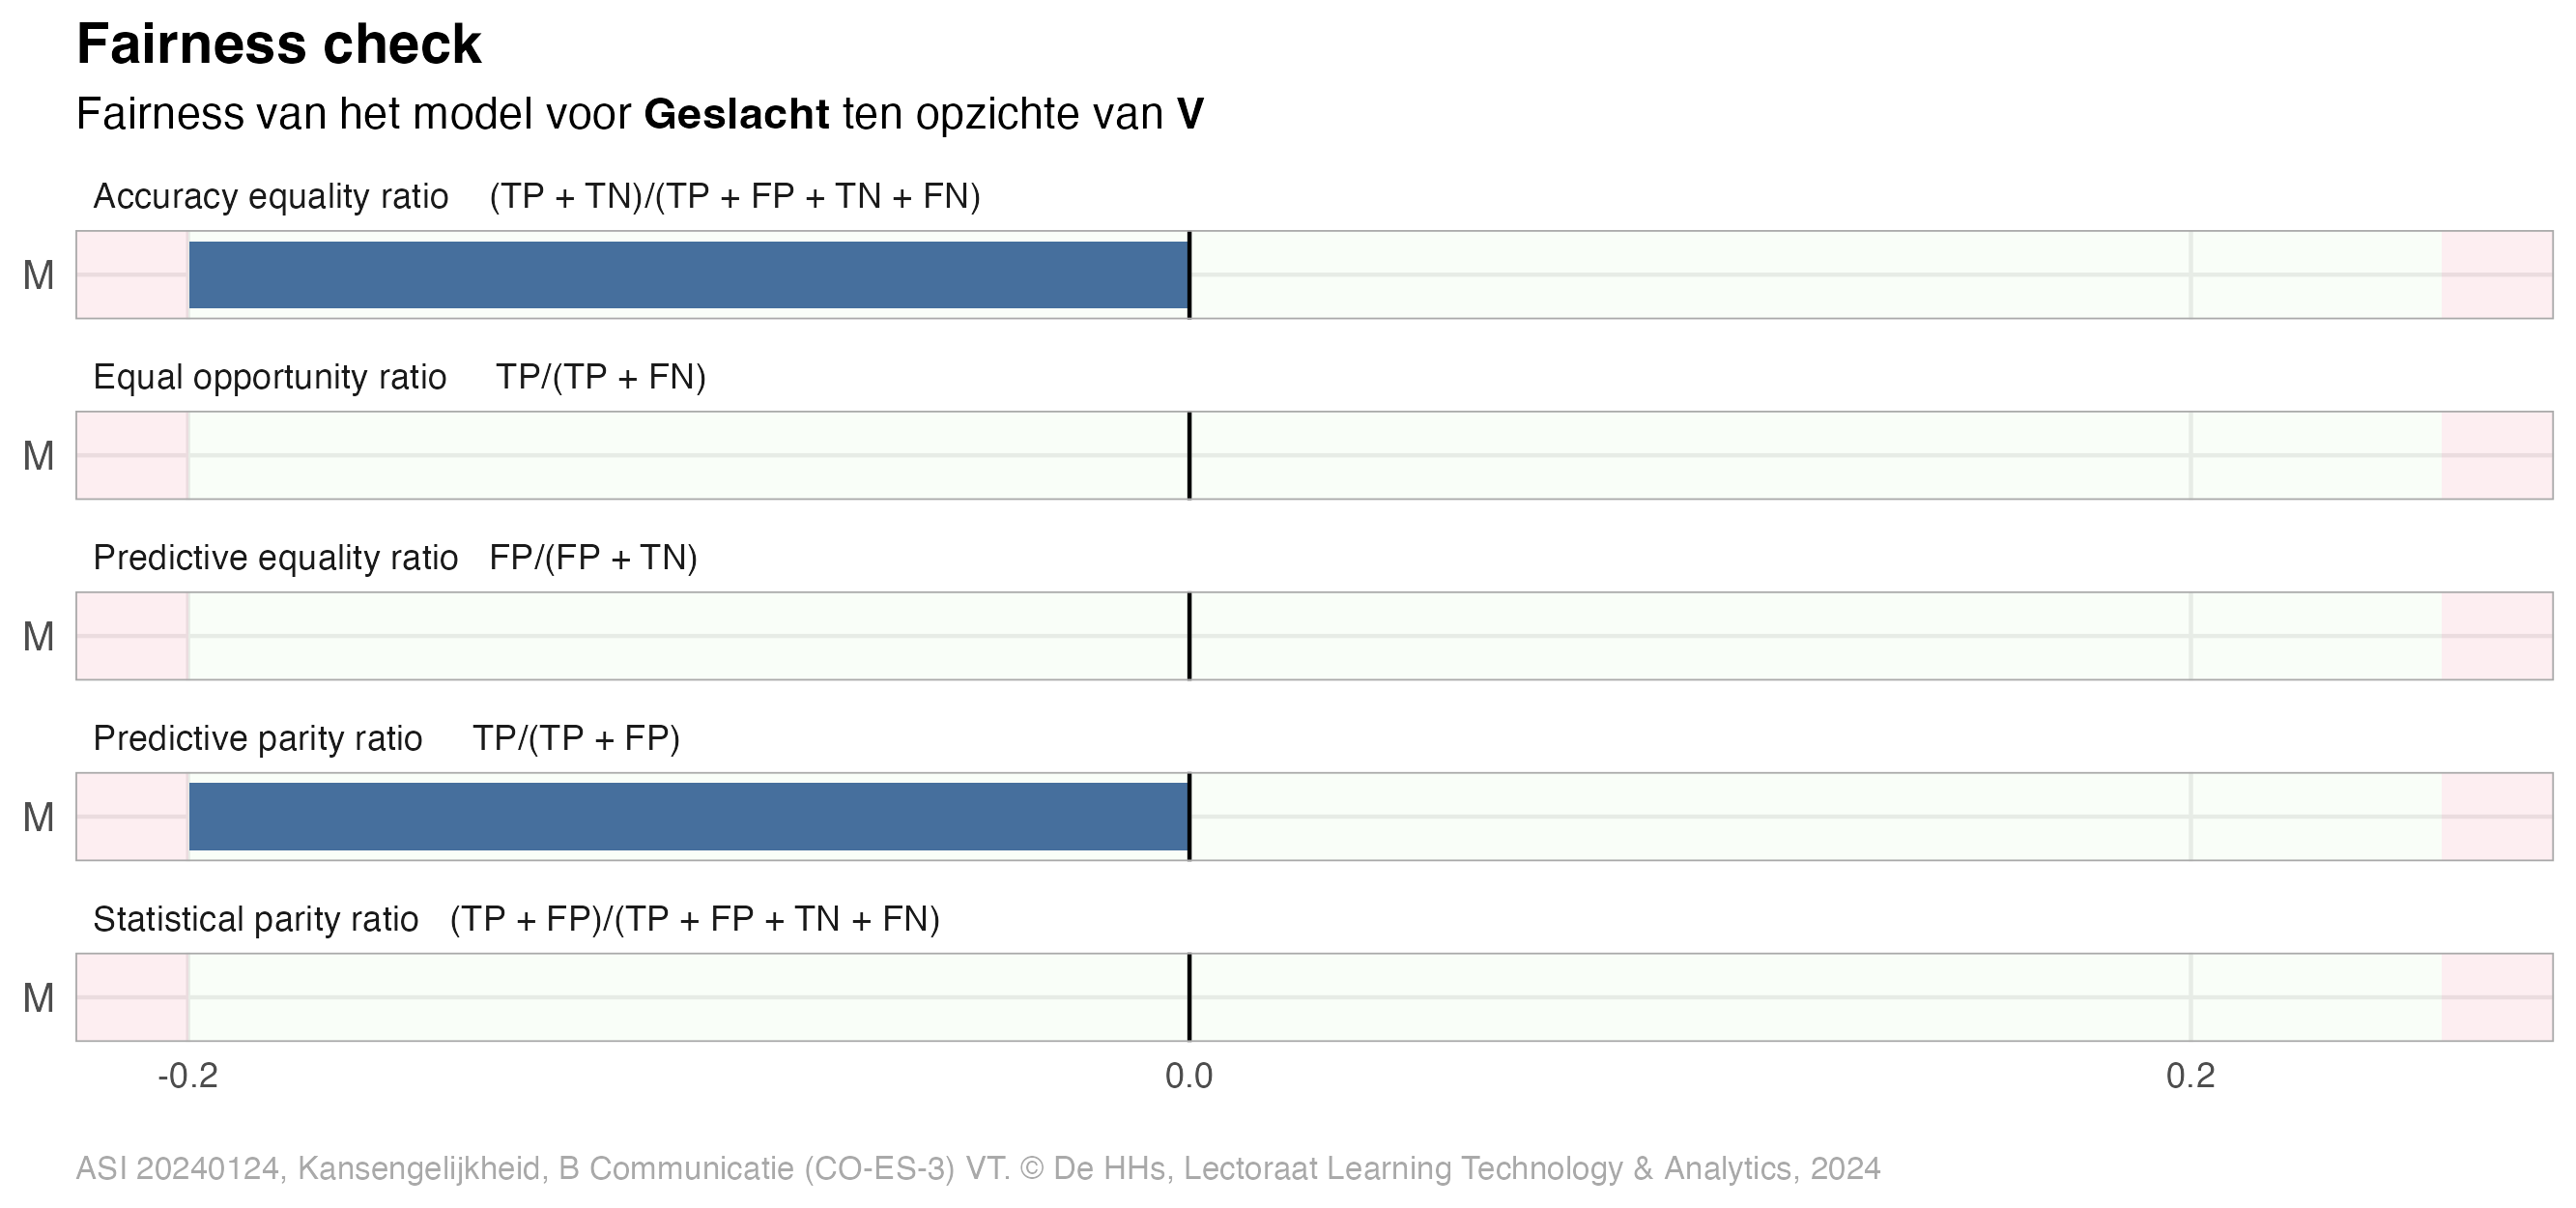 Fairness check
Fairness van het model voor Geslacht ten opzichte van V
Accuracy equality ratio (TP + TN)/(TP + FP + TN + FN)
M
Equal opportunity ratio TP/(TP + FN)
M
Predictive equality ratio FP/(FP + TN)
M
Predictive parity ratio TP/(TP + FP)
M
Statistical parity ratio (TP + FP)/(TP + FP + TN + FN)
M
-0.2 0.0 0.2
ASI 20240124, Kansengelijkheid, B Communicatie (CO-ES-3) VT. © De HHs, Lectoraat Learning Technology & Analytics, 2024